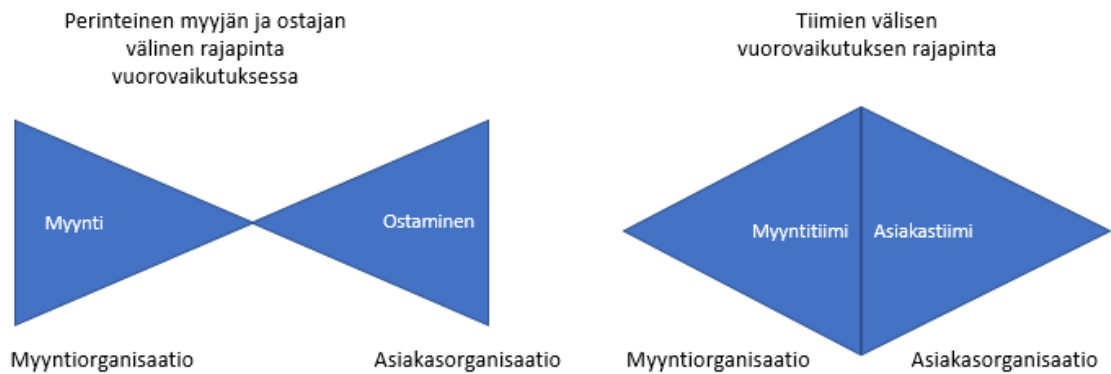 Perinteinen myyjän ja ostajan
välinen rajapinta
vuorovaikutuksessa
Myynti
Ostaminen
Myyntiorganisaatio
Asiakasorganisaatio
Tiimien välisen
vuorovaikutuksen rajapinta
Myyntitiimi
Asiakastiimi
Myyntiorganisaatio
Asiakasorganisaatio